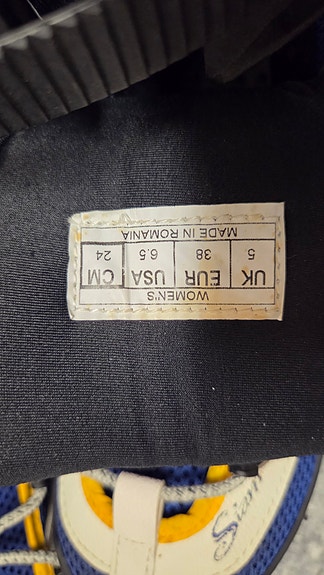 WOMEN'S
UK EUR USA CM
5 38 6.5 24
MADE IN ROMANIA